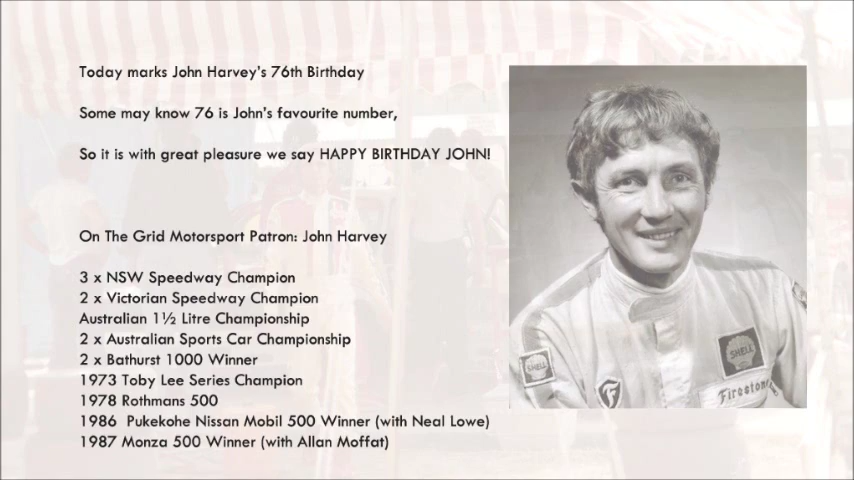 Today marks John Harvey's 76th Birthday
Some may know 76 is John's favourite number,
So it is with great pleasure we say HAPPY BIRTHDAY JOHN!
On The Grid Motorsport Patron: John Harvey
3 x NSW Speedway Champion
2 x Victorian Speedway Champion
Australian 1½ Litre Championship
2 x Australian Sports Car Championship
2 x Bathurst 1000 Winner
1973 Toby Lee Series Champion
1978 Rothmans 500
1986  Pukekohe Nissan Mobil 500 Winner (with Neal Lowe)
1987 Monza 500 Winner (with Allan Moffat)
SHELL
SHELL
F
Firestone